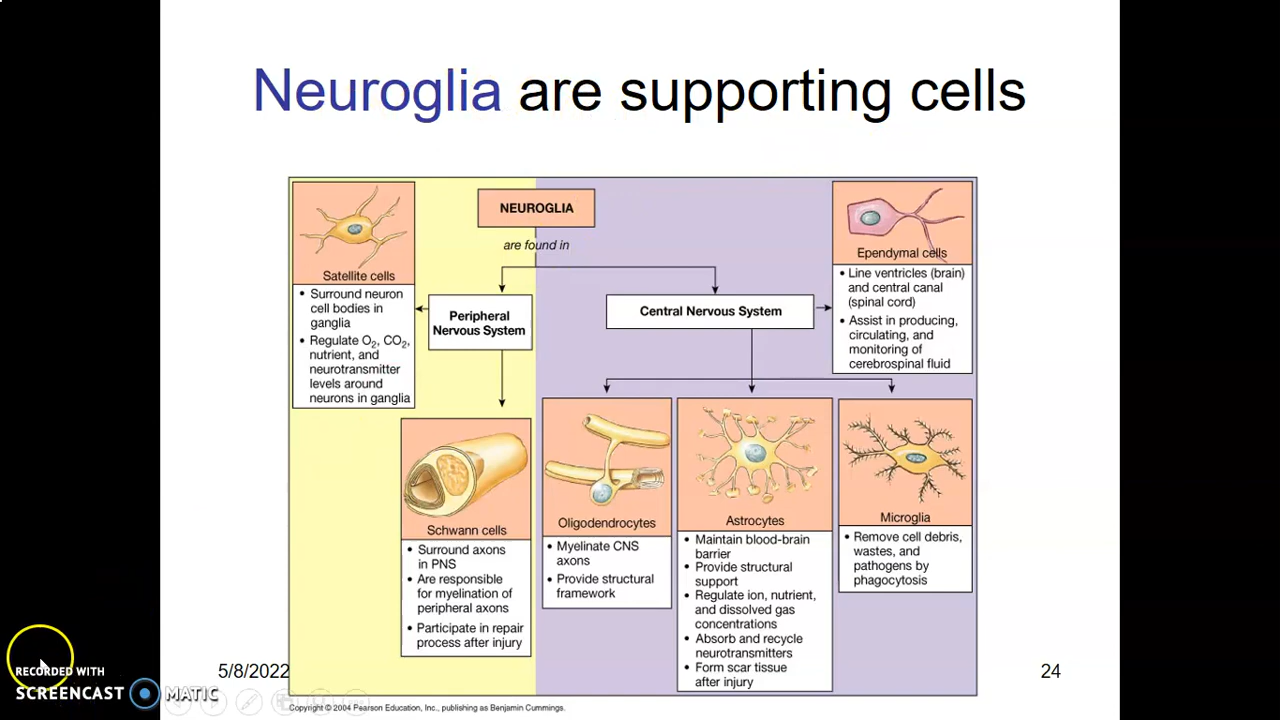 Neuroglia are supporting cells
NEUROGLIA
are found in
Satellite cells
• Surround neuron
cell bodies in
ganglia
• Regulate O₂, CO₂,
nutrient, and
neurotransmitter
levels around
neurons in ganglia
Peripheral
Nervous System
Central Nervous System
Ependymal cells
• Line ventricles (brain)
and central canal
(spinal cord)
• Assist in producing,
circulating, and
monitoring of
cerebrospinal fluid
Schwann cells
• Surround axons
in PNS
• Are responsible
for myelination of
peripheral axons
• Participate in repair
process after injury
Oligodendrocytes
• Myelinate CNS
axons
• Provide structural
framework
Astrocytes
• Maintain blood-brain
barrier
• Provide structural
support
• Regulate ion, nutrient,
and dissolved gas
concentrations
• Absorb and recycle
neurotransmitters
• Form scar tissue
after injury
Microglia
• Remove cell debris,
wastes, and
pathogens by
phagocytosis
5/8/2022
24
Copyright © 2004 Pearson Education, Inc., publishing as Benjamin Cummings.
RECORDED WITH
SCREENCAST MATIC